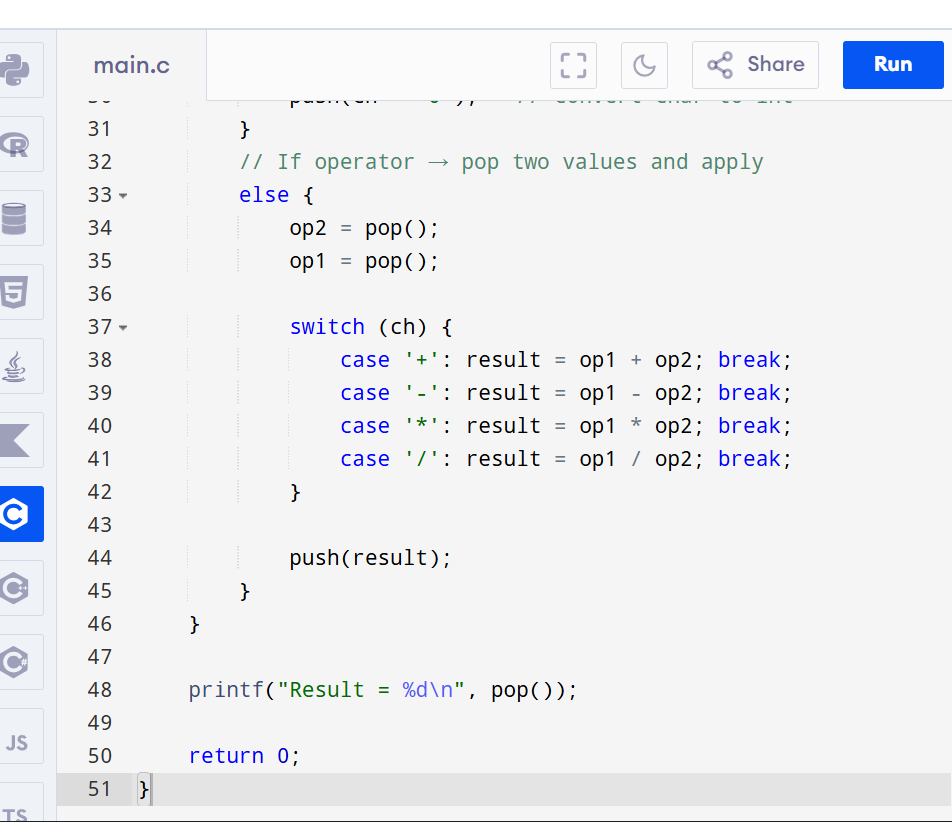 main.c
Share
Run
31 }
32 // If operator → pop two values and apply
33 else {
34 op2 = pop();
35 op1 = pop();
36
37 switch (ch) {
38 case '+': result = op1 + op2; break;
39 case '-': result = op1 - op2; break;
40 case '*': result = op1 * op2; break;
41 case '/': result = op1 / op2; break;
42 }
43
44 push(result);
45 }
46 }
47
48 printf("Result = %d\n", pop());
49
50 return 0;
51 }
R
5
C
C++
C#
JS
TS